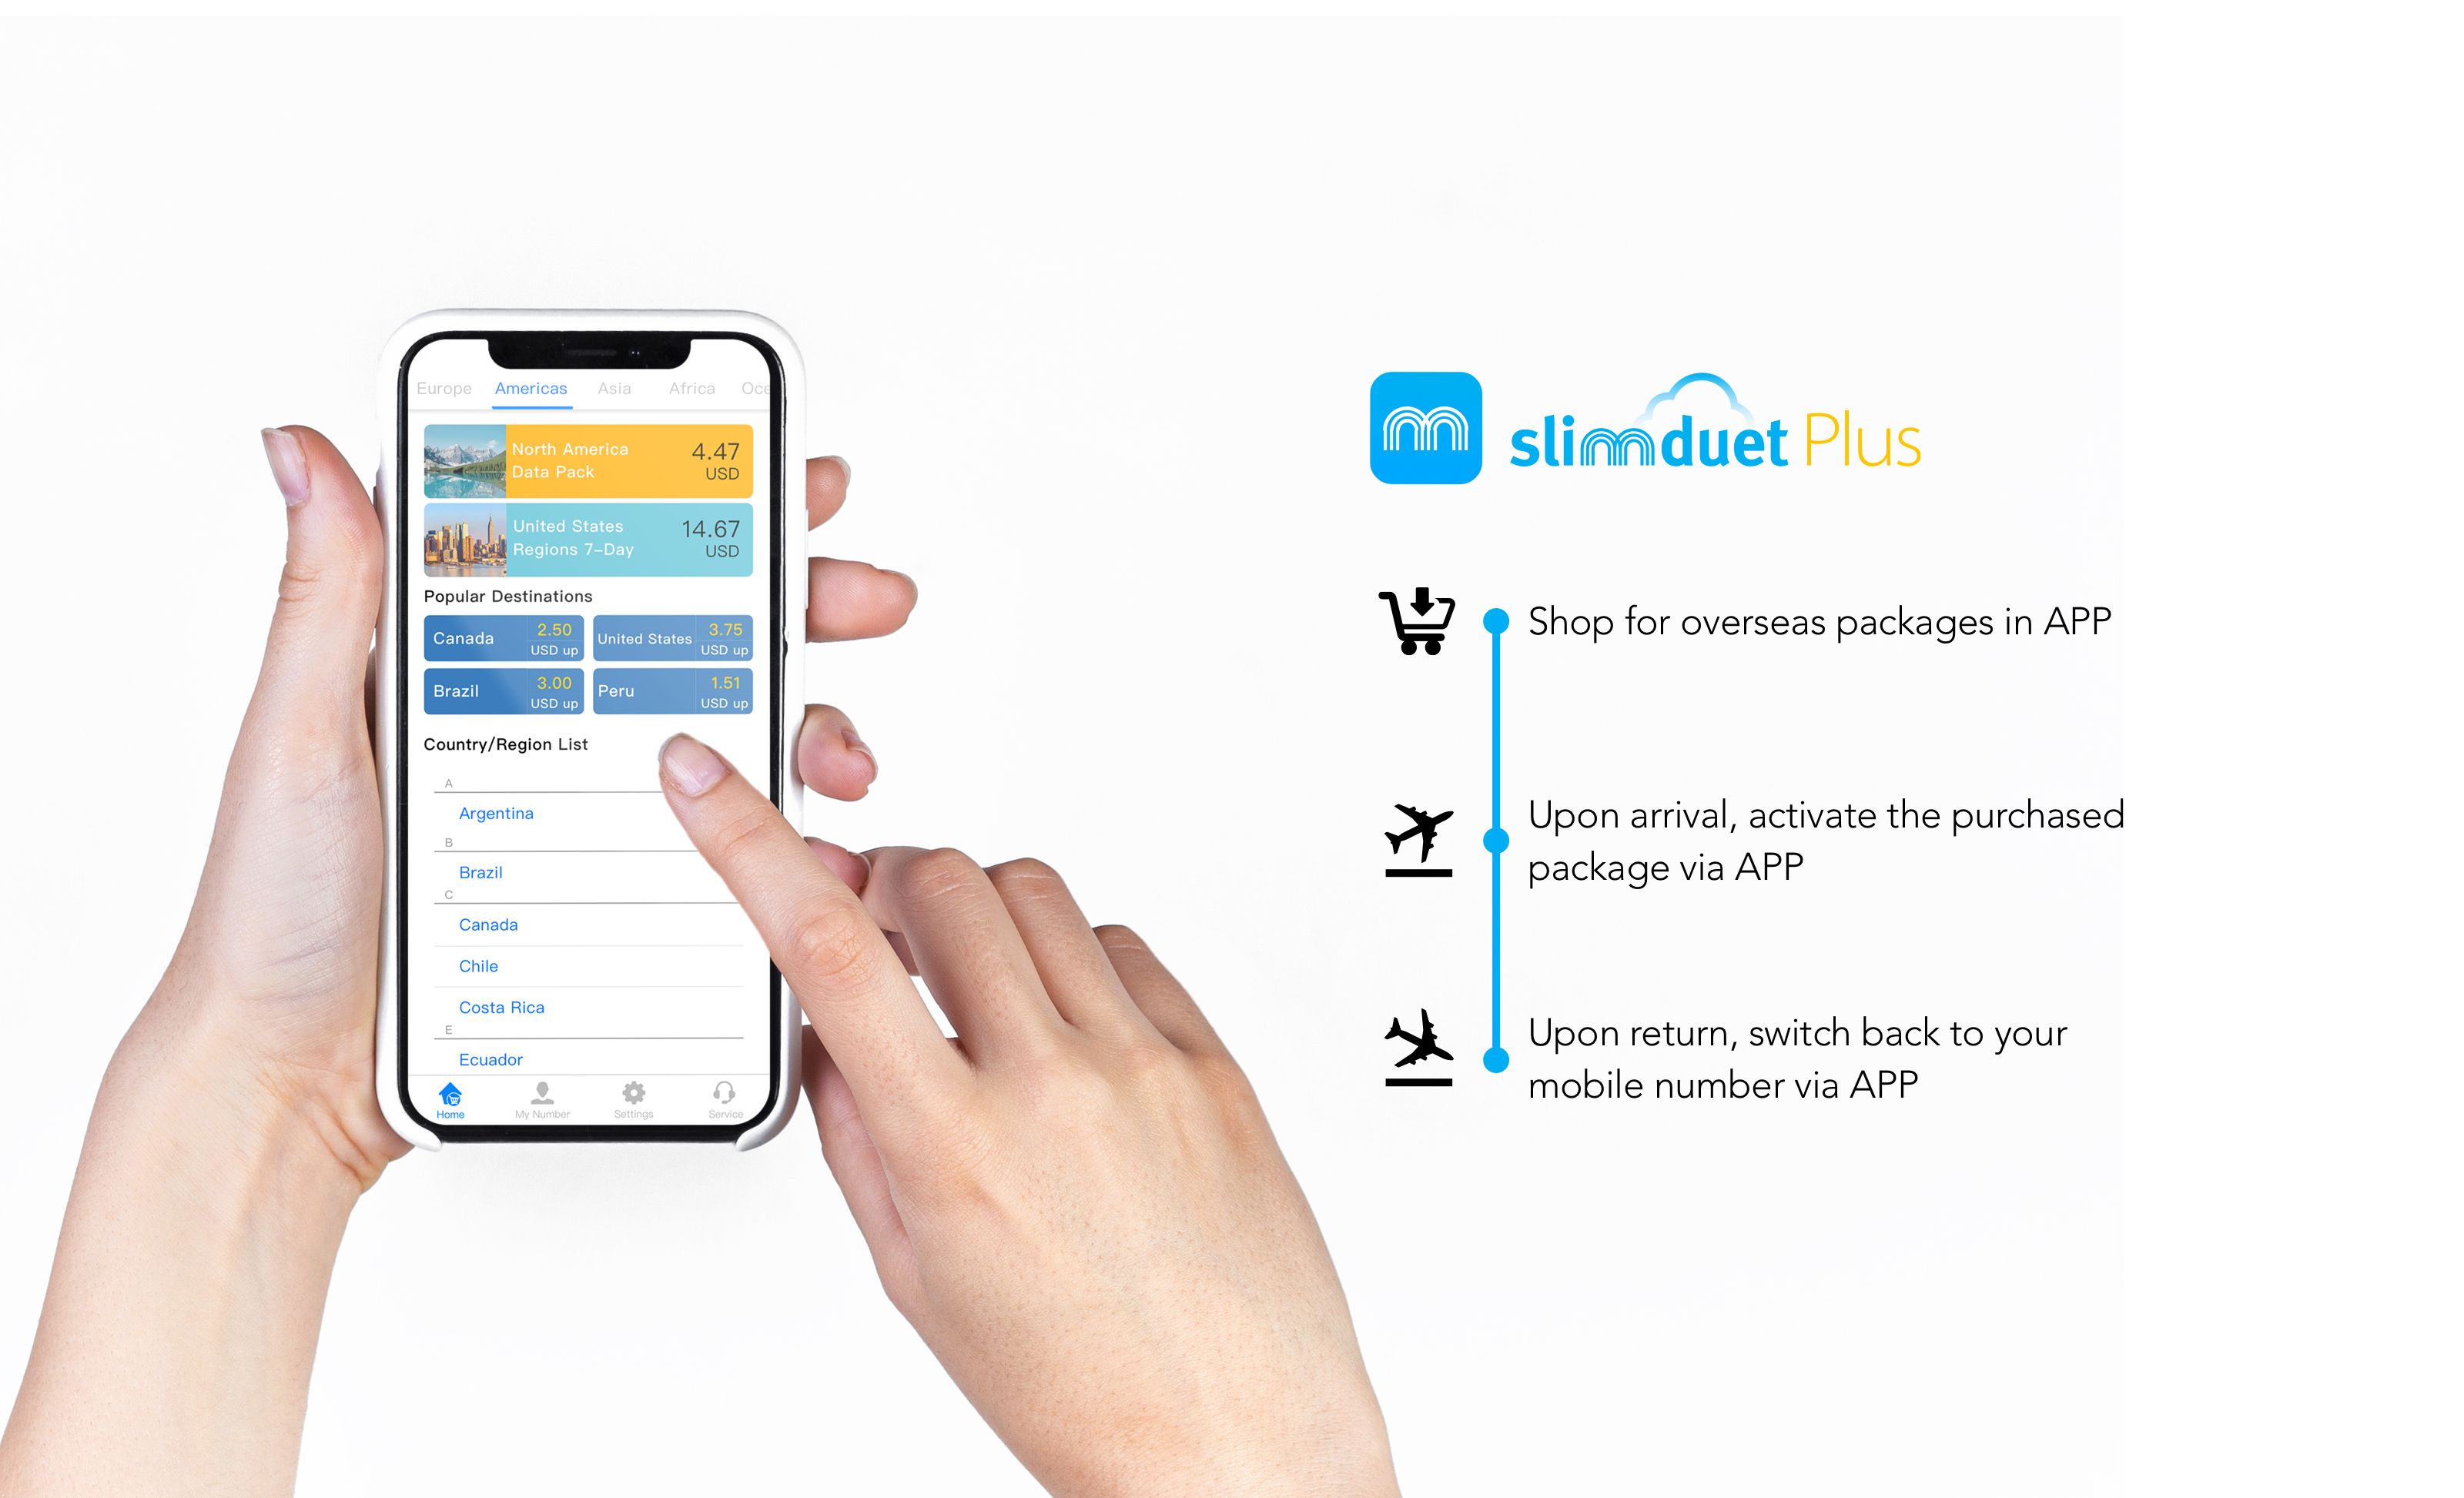 Europe Americas Asia Africa Oce
North America
Data Pack
4.47
USD
United States
Regions 7-Day
14.67
USD
Popular Destinations
Canada
2.50
USD up
United States
3.75
USD up
Brazil
3.00
USD up
Peru
1.51
USD up
Country/Region List
A
Argentina
B
Brazil
C
Canada
Chile
Costa Rica
E
Ecuador
Home My Number Settings Service
slimduet Plus
Shop for overseas packages in APP
Upon arrival, activate the purchased
package via APP
Upon return, switch back to your
mobile number via APP